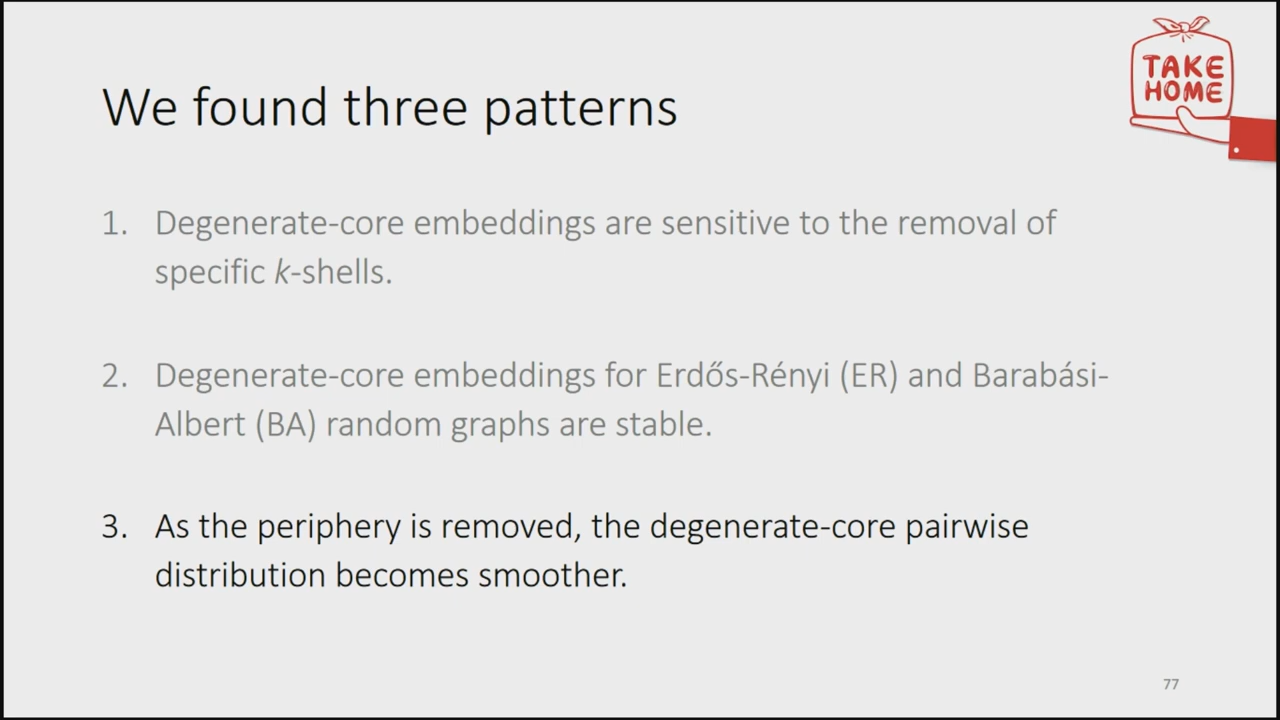 TAKE
HOME
We found three patterns
1. Degenerate-core embeddings are sensitive to the removal of
specific k-shells.
2. Degenerate-core embeddings for Erdős-Rényi (ER) and Barabási-
Albert (BA) random graphs are stable.
3. As the periphery is removed, the degenerate-core pairwise
distribution becomes smoother.
77